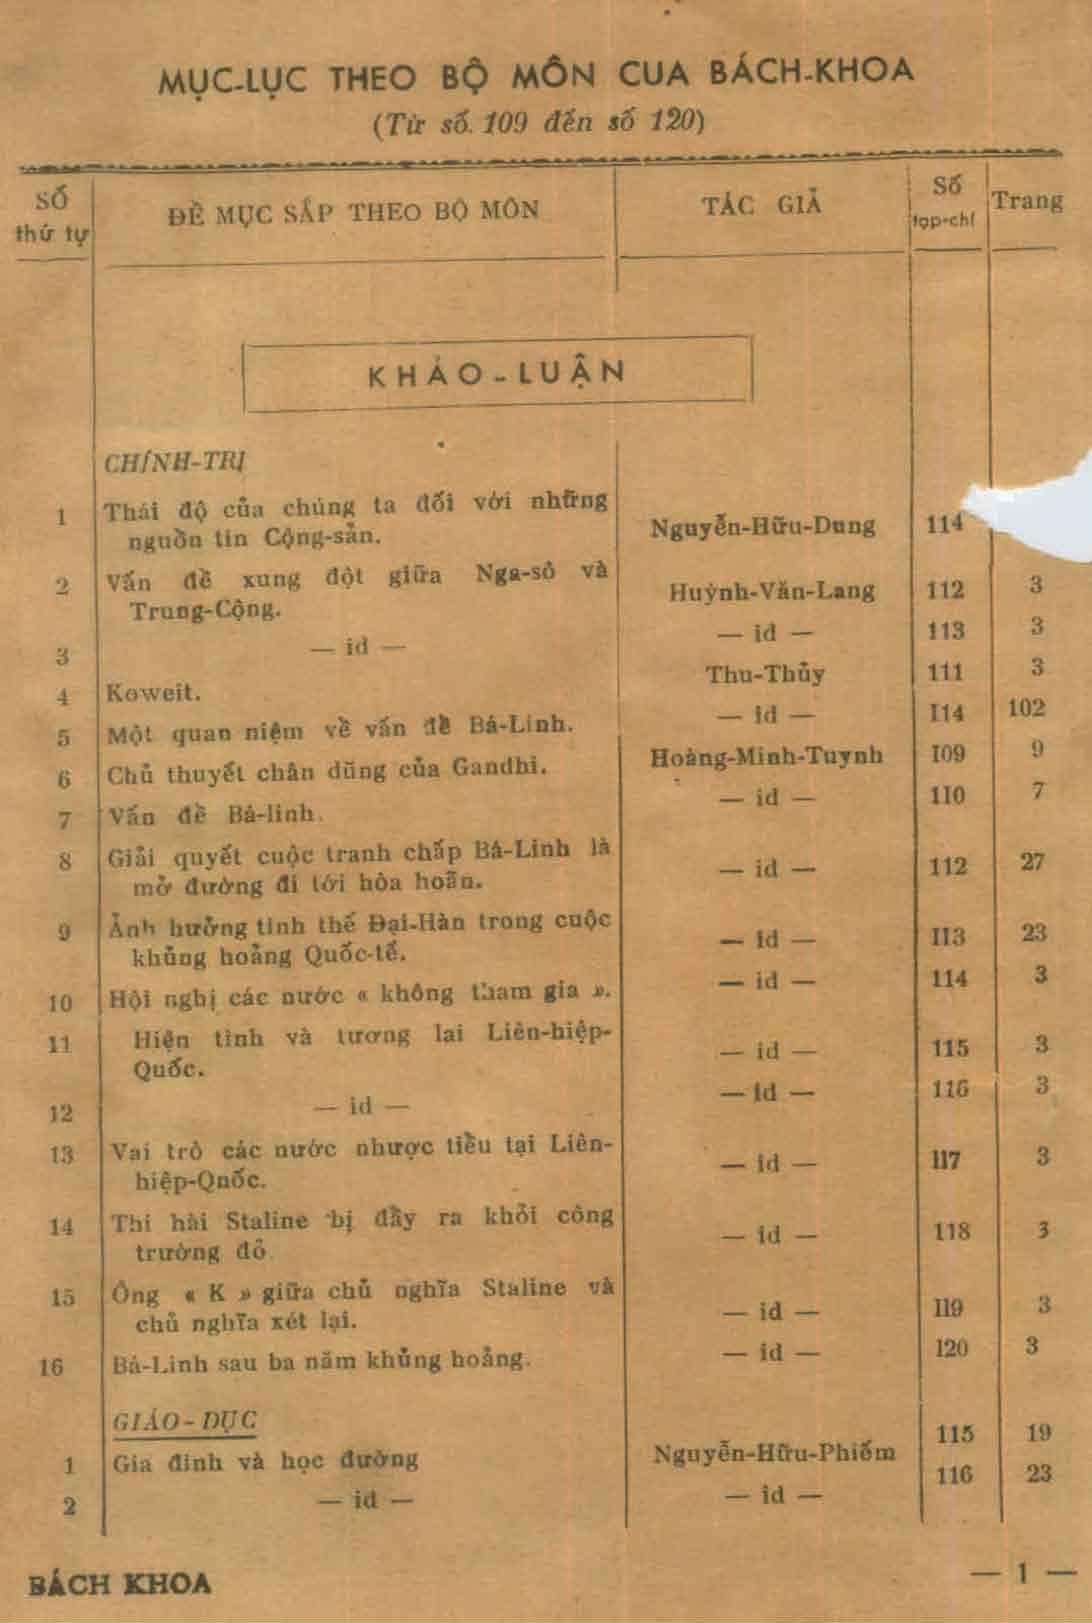 MỤC-LỤC THEO BỘ MÔN CUA BÁCH-KHOA
(Từ số. 109 đến số 120)
Số thứ tự ĐỀ MỤC SẮP THEO BỘ MÔN TÁC GIẢ Số tạp-chí Trang
KHẢO-LUẬN
CHÍNH-TRỊ
1 Thái độ của chúng ta đối với những
nguồn tin Cộng-sản. Nguyễn-Hữu-Dung 114
2 Vấn đề xung đột giữa Nga-sô và
Trung-Cộng. Huỳnh-Văn-Lang 112 3
3 — id — — id — 113 3
4 Koweit. Thu-Thủy 111 3
5 Một quan niệm về vấn đề Bá-Linh. — id — 114 102
6 Chủ thuyết chân dũng của Gandhi. Hoàng-Minh-Tuynh 109 9
7 Vấn đề Bá-linh. — id — 110 7
8 Giải quyết cuộc tranh chấp Bá-Linh là
mở đường đi tới hòa hoãn. — id — 112 27
9 Ảnh hưởng tình thế Đại-Hàn trong cuộc
khủng hoảng Quốc-tế. — id — 113 23
10 Hội nghị các nước « không tham gia ». — id — 114 3
11 Hiện tình và tương lai Liên-hiệp-
Quốc. — id — 115 3
12 — id — — id — 116 3
13 Vai trò các nước nhược tiểu tại Liên-
hiệp-Quốc. — id — 117 3
14 Thi hài Staline bị đẩy ra khỏi công
trường đỏ. — id — 118 3
15 Ông « K » giữa chủ nghĩa Staline và
chủ nghĩa xét lại. — id — 119 3
16 Bá-Linh sau ba năm khủng hoảng. — id — 120 3
GIÁO-DỤC
1 Gia đình và học đường Nguyễn-Hữu-Phiếm 115 19
2 — id — — id — 116 23
BÁCH KHOA — 1 —